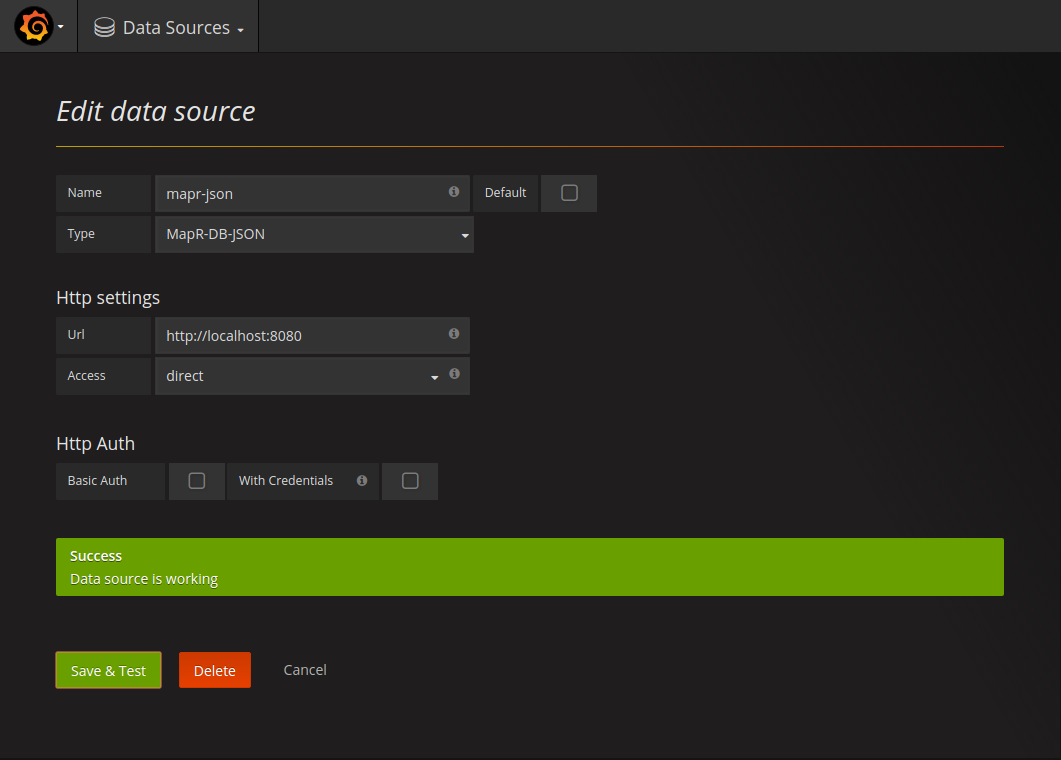 Data Sources
Edit data source
Name mapr-json Default
Type MapR-DB-JSON
Http settings
Url http://localhost:8080
Access direct
Http Auth
Basic Auth With Credentials
Success
Data source is working
Save & Test Delete Cancel